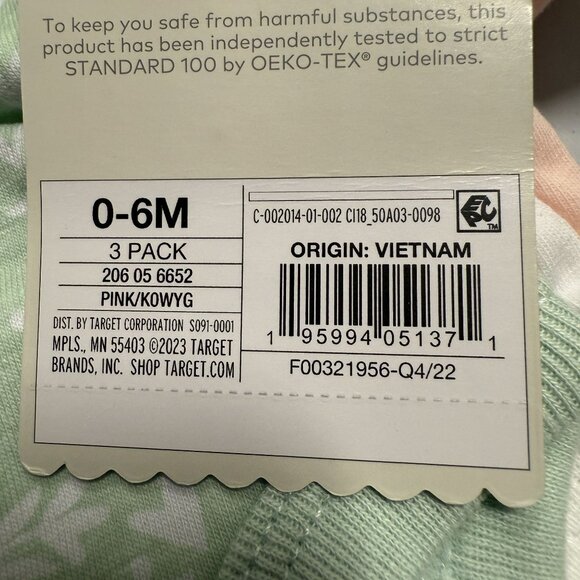 To keep you safe from harmful substances, this
product has been independently tested to strict
STANDARD 100 by OEKO-TEX® guidelines.
0-6M
3 PACK
206 05 6652
PINK/KOWYG
DIST. BY TARGET CORPORATION S091-0001
MPLS., MN 55403 ©2023 TARGET
BRANDS, INC. SHOP TARGET.COM
C-002014-01-002 CI18_50A03-0098
EPC™
ORIGIN: VIETNAM
1 95994 05137 1
F00321956-Q4/22